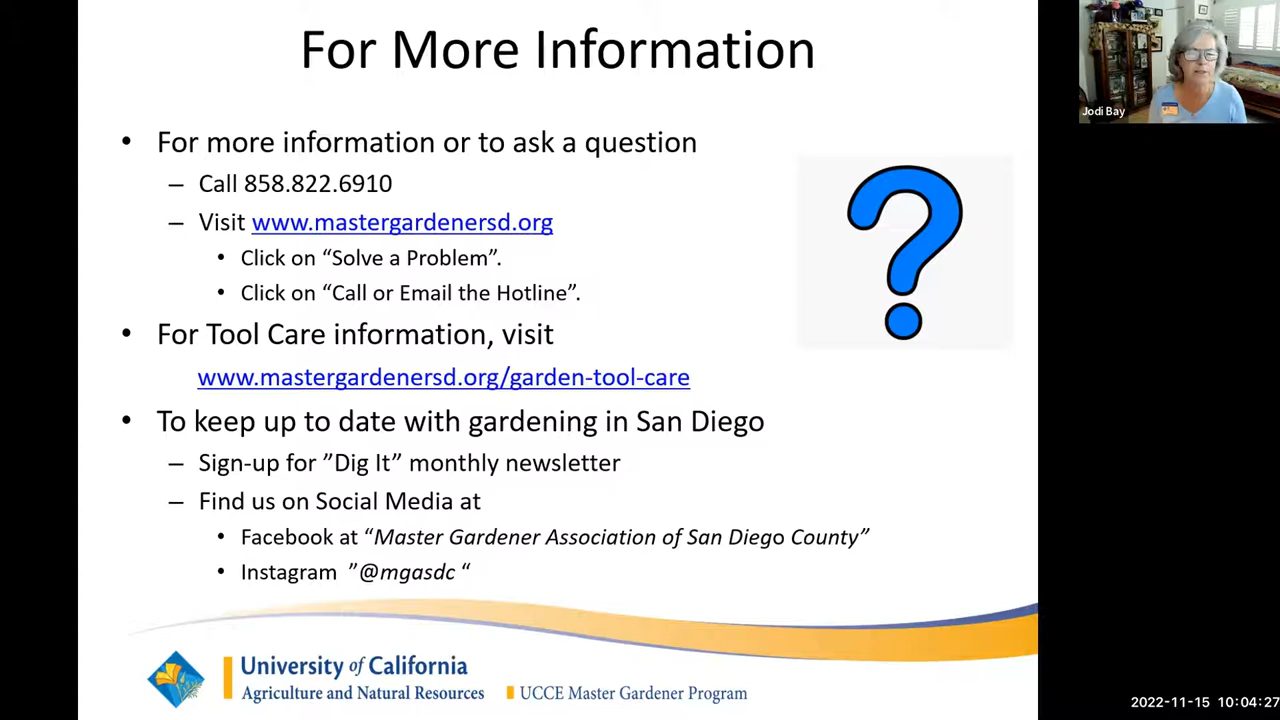 For More Information
• For more information or to ask a question
– Call 858.822.6910
– Visit www.mastergardenersd.org
• Click on “Solve a Problem”.
• Click on “Call or Email the Hotline”.
• For Tool Care information, visit
www.mastergardenersd.org/garden-tool-care
• To keep up to date with gardening in San Diego
– Sign-up for ”Dig It” monthly newsletter
– Find us on Social Media at
• Facebook at “Master Gardener Association of San Diego County”
• Instagram ”@mgasdc “
University of California
Agriculture and Natural Resources
UCCE Master Gardener Program
Jodi Bay
2022-11-15 10:04:27